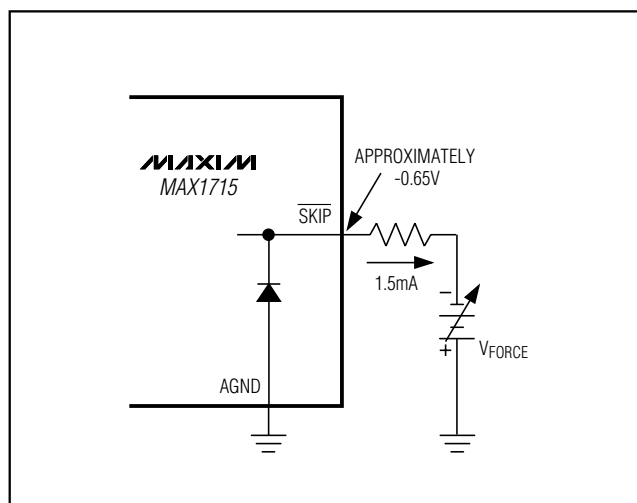 MAXIM
MAX1715
APPROXIMATELY
-0.65V
SKIP
1.5mA
-
+
VFORCE
AGND